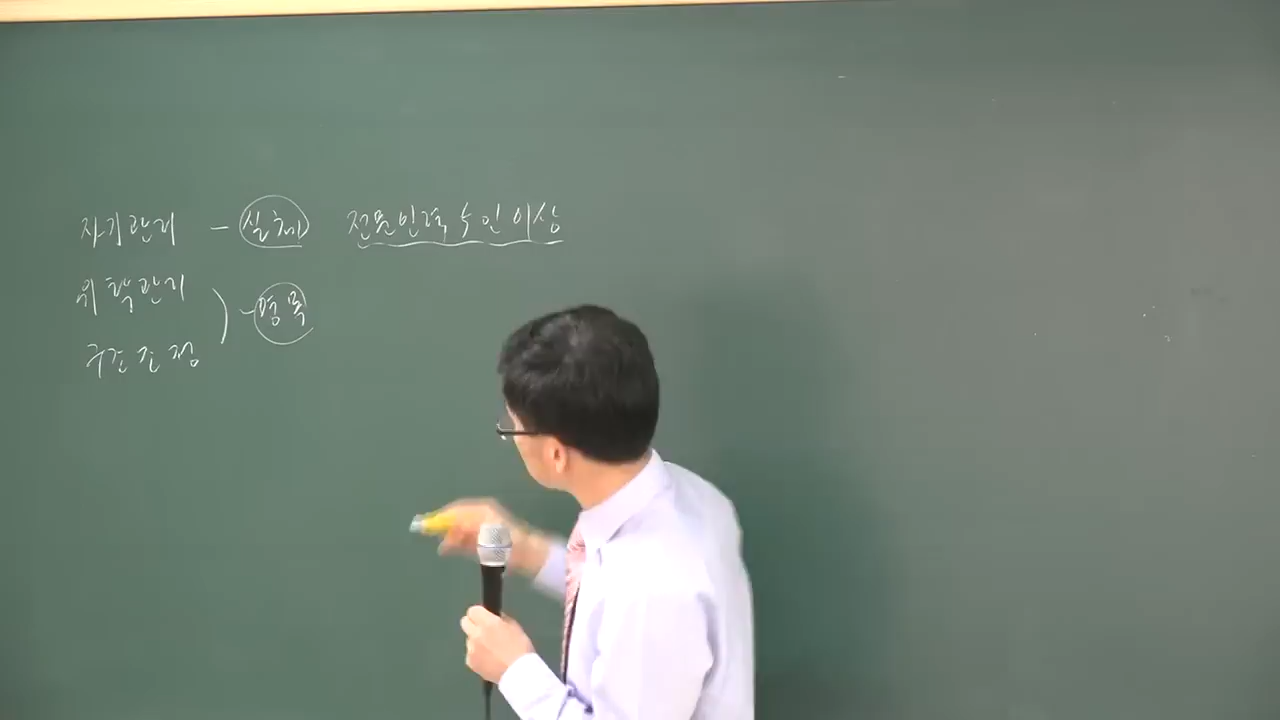 자기관리 - 실체 전문인력 5인 이상
위탁관리
구조조정 ) - 명목